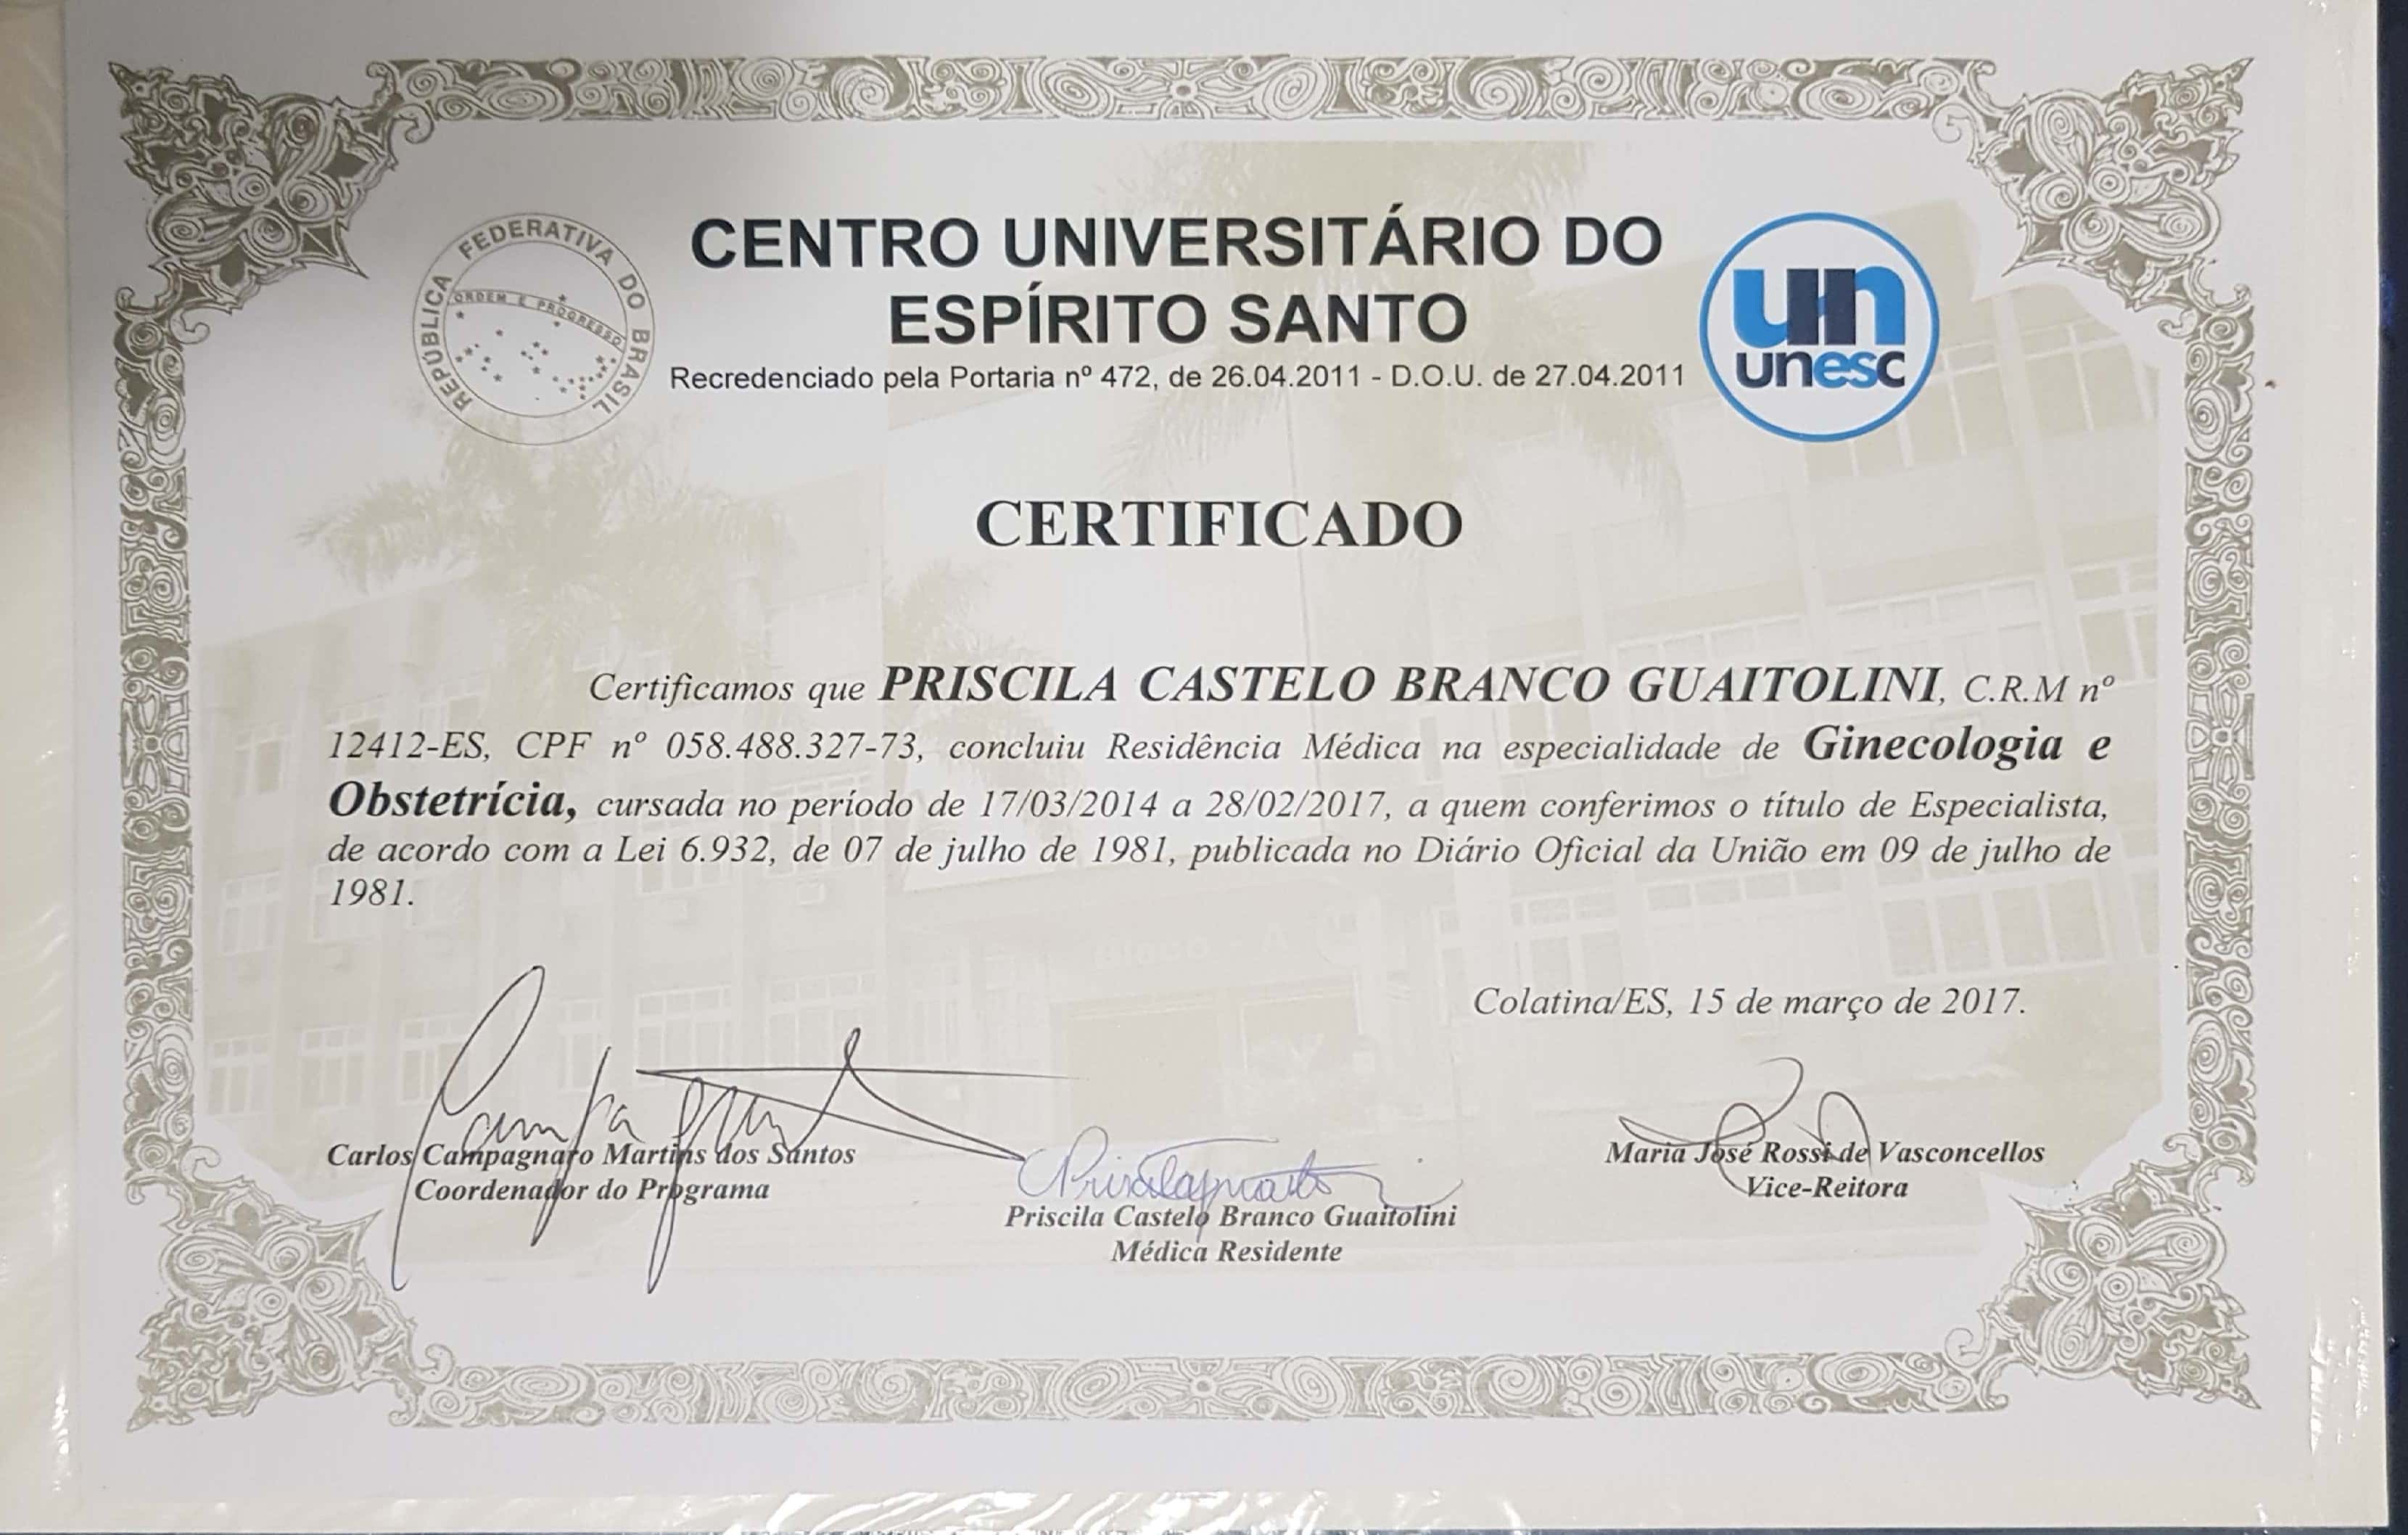 REPÚBLICA FEDERATIVA DO BRASIL
ORDEM E PROGRESSO
CENTRO UNIVERSITÁRIO DO
ESPÍRITO SANTO
Recredenciado pela Portaria nº 472, de 26.04.2011 - D.O.U. de 27.04.2011
un
unesc
CERTIFICADO
Certificamos que PRISCILA CASTELO BRANCO GUAITOLINI, C.R.M nº
12412-ES, CPF nº 058.488.327-73, concluiu Residência Médica na especialidade de Ginecologia e
Obstetrícia, cursada no período de 17/03/2014 a 28/02/2017, a quem conferimos o título de Especialista,
de acordo com a Lei 6.932, de 07 de julho de 1981, publicada no Diário Oficial da União em 09 de julho de
1981.
Bloco - A
Colatina/ES, 15 de março de 2017.
Carlos Campagnaro Martins dos Santos
Coordenador do Programa
Priscila Castelo Branco Guaitolini
Médica Residente
Maria José Rossi de Vasconcellos
Vice-Reitora